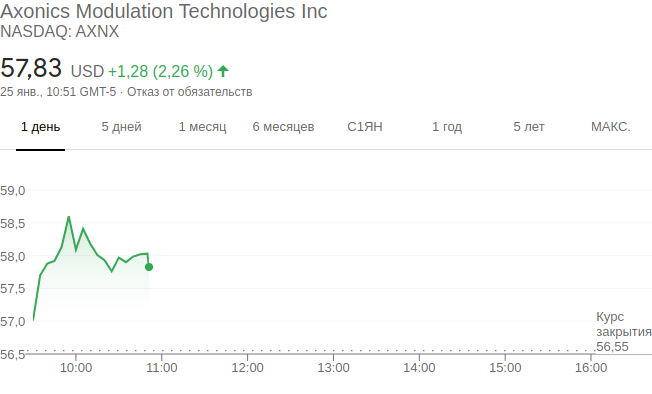 Axonics Modulation Technologies Inc
NASDAQ: AXNX
57,83 USD +1,28 (2,26 %)
25 янв., 10:51 GMT-5 · Отказ от обязательств
1 день 5 дней 1 месяц 6 месяцев С1ЯН 1 год 5 лет МАКС.
59,0
58,5
58,0
57,5
57,0
56,5
Курс
закрытия
56,55
10:00 11:00 12:00 13:00 14:00 15:00 16:00